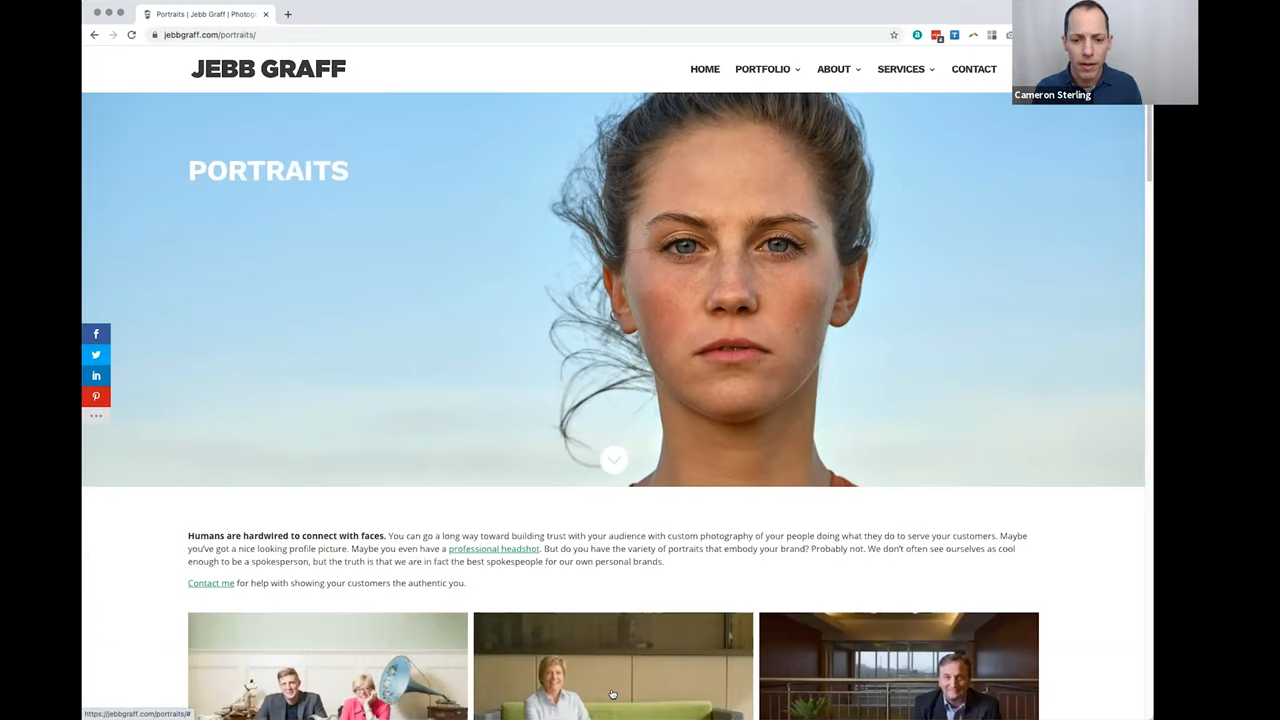 Portraits | Jebb Graff | Photog
jebbgraff.com/portraits/
JEBB GRAFF
HOME
PORTFOLIO
ABOUT
SERVICES
CONTACT
Cameron Sterling
PORTRAITS
Humans are hardwired to connect with faces. You can go a long way toward building trust with your audience with custom photography of your people doing what they do to serve your customers. Maybe
you've got a nice looking profile picture. Maybe you even have a professional headshot. But do you have the variety of portraits that embody your brand? Probably not. We don't often see ourselves as cool
enough to be a spokesperson, but the truth is that we are in fact the best spokespeople for our own personal brands.
Contact me for help with showing your customers the authentic you.
https://jebbgraff.com/portraits/#